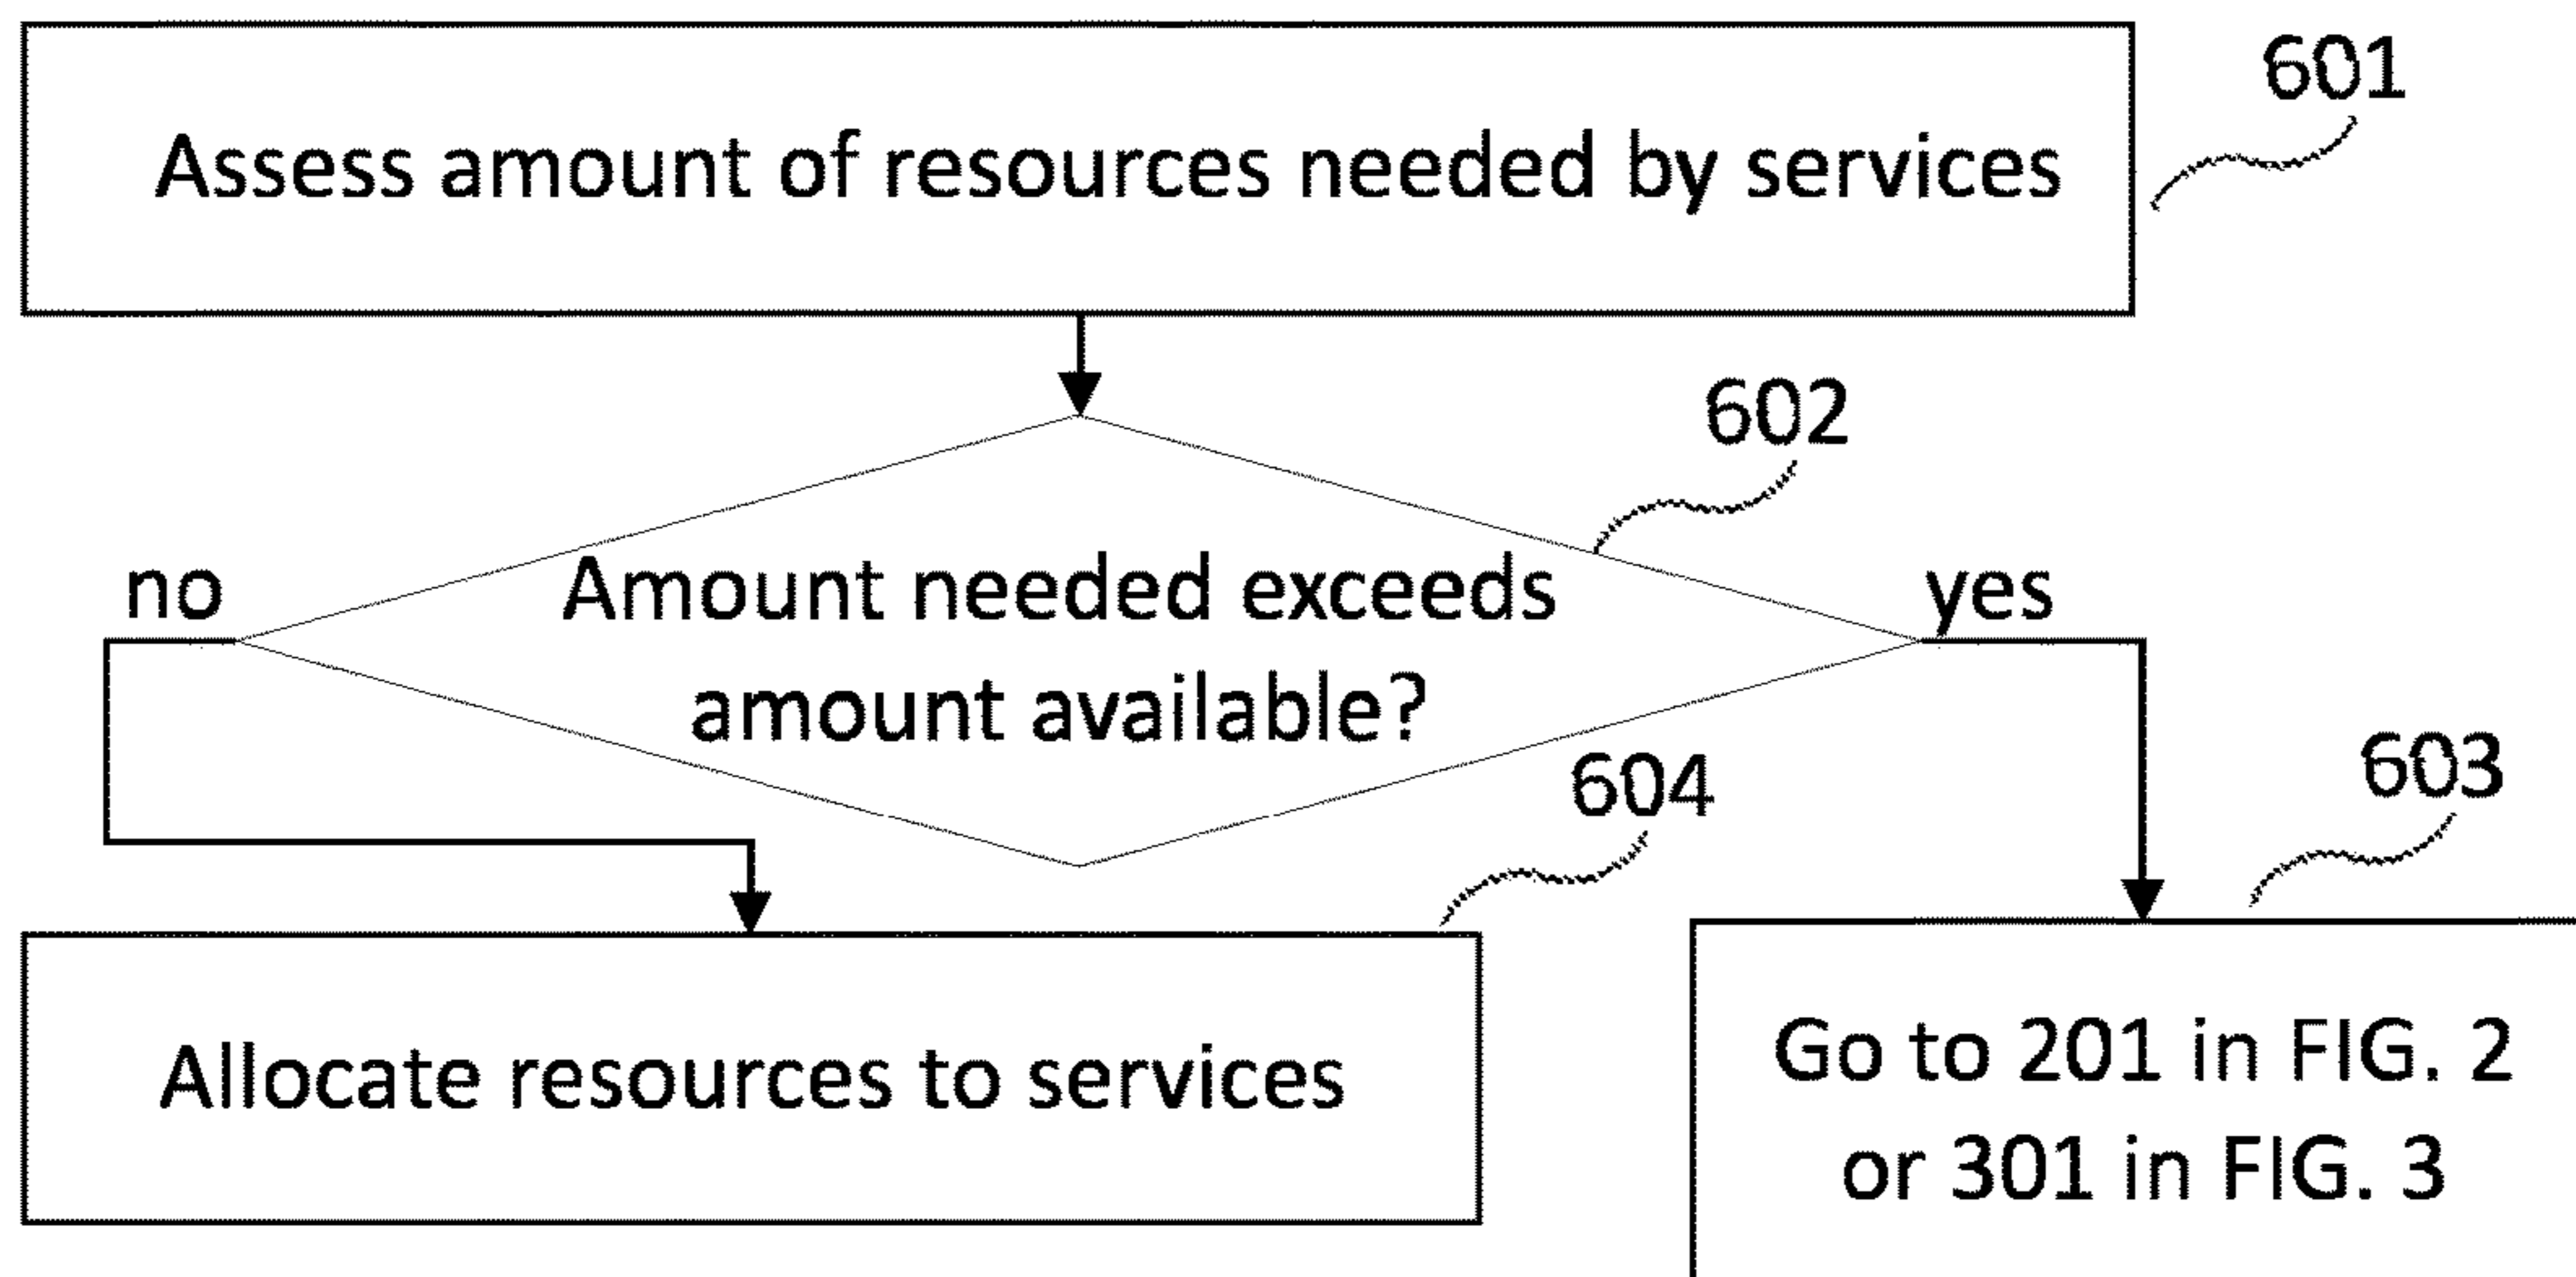 601
Assess amount of resources needed by services
602
no
Amount needed exceeds
yes
amount available?
604
603
Allocate resources to services
Go to 201 in FIG. 2
or 301 in FIG. 3